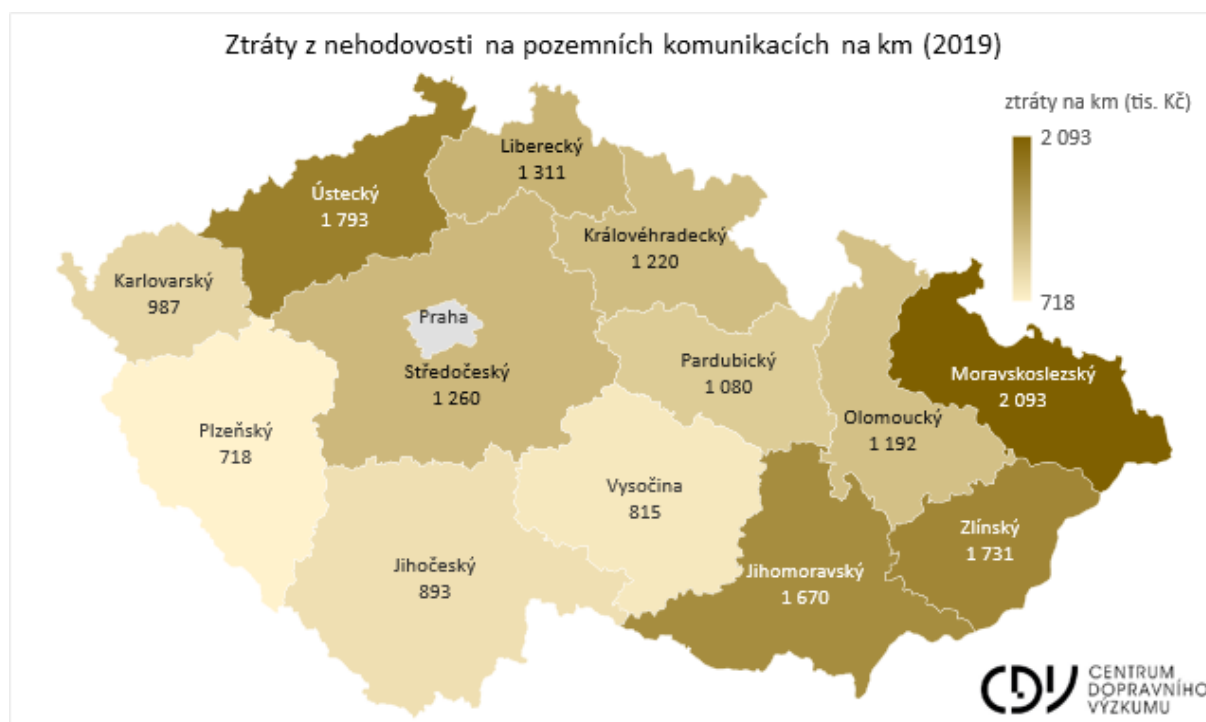 Ztráty z nehodovosti na pozemních komunikacích na km (2019)
ztráty na km (tis. Kč)
2 093
718
Liberecký
1 311
Ústecký
1 793
Královéhradecký
1 220
Karlovarský
987
Praha
Středočeský
1 260
Pardubický
1 080
Moravskoslezský
2 093
Olomoucký
1 192
Plzeňský
718
Vysočina
815
Zlínský
1 731
Jihočeský
893
Jihomoravský
1 670
CDV
CENTRUM
DOPRAVNÍHO
VÝZKUMU